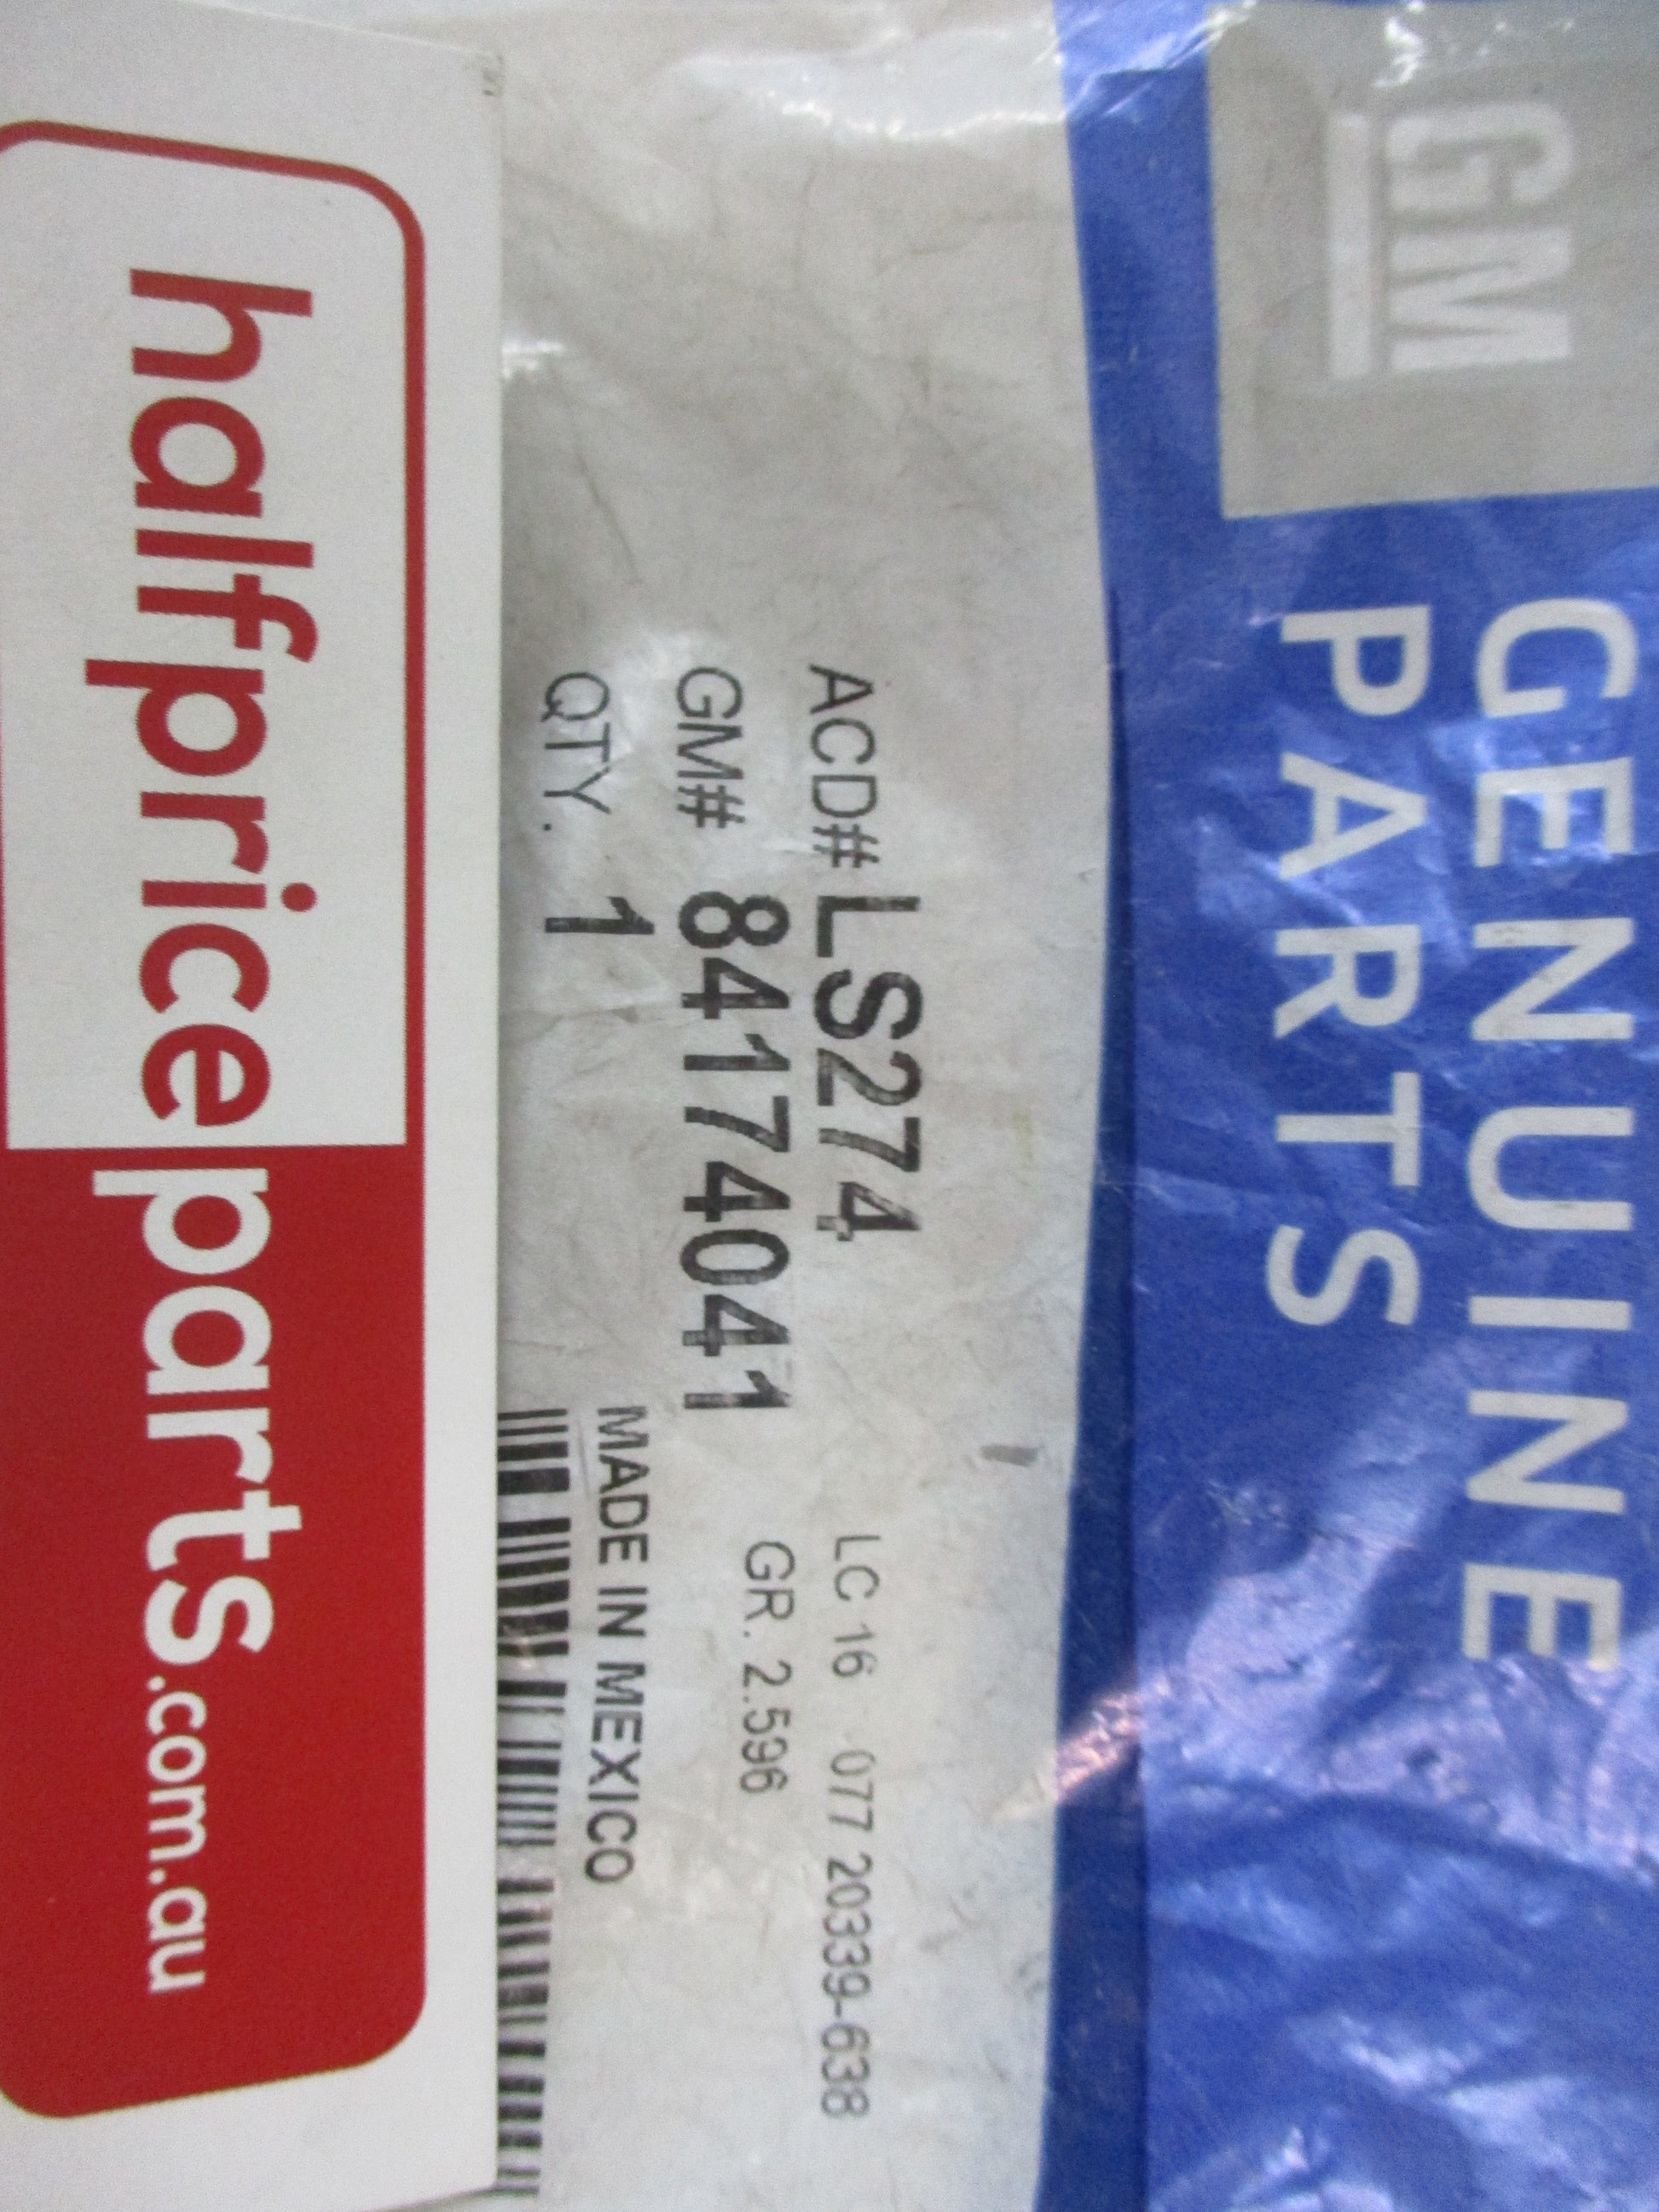 GM
GENUINE
PARTS
ACD# LS274
LC 16 077 20339-638
GM# 84174041
GR. 2.596
QTY. 1
MADE IN MEXICO
halfpriceparts.com.au